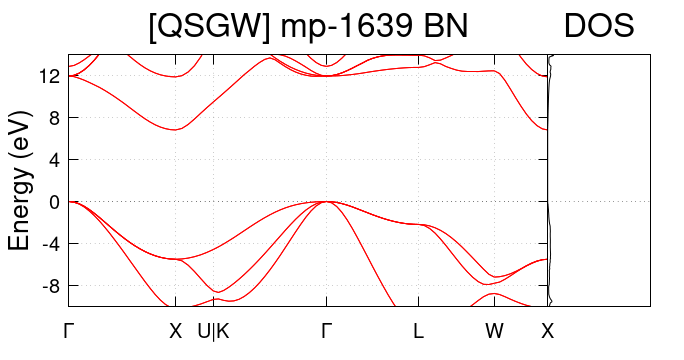 [QSGW] mp-1639 BN DOS
Energy (eV)
12
8
4
0
-4
-8
Γ X U|K Γ L W X